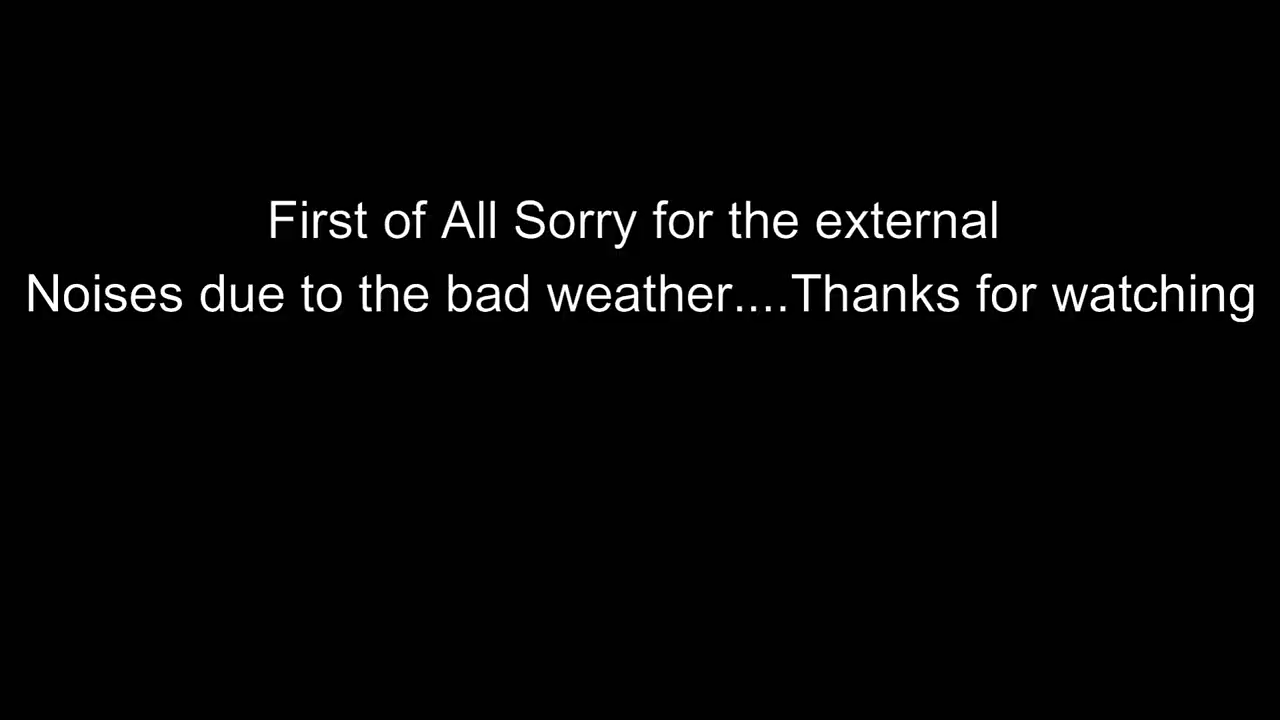 First of All Sorry for the external
Noises due to the bad weather....Thanks for watching